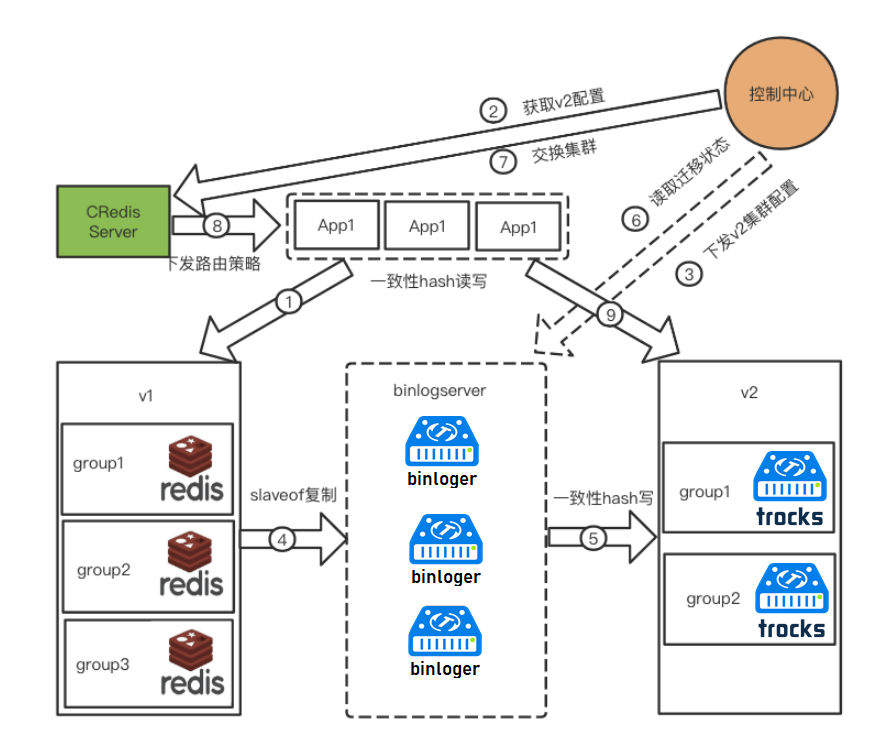 控制中心
② 获取v2配置
⑦ 交换集群
⑥ 读取迁移状态
③ 下发v2集群配置
CRedis
Server
⑧
下发路由策略
App1
App1
App1
一致性hash读写
①
⑨
v1
group1
redis
group2
redis
group3
redis
slaveof复制
④
binlogserver
binloger
binloger
binloger
一致性hash写
⑤
v2
group1
trocks
group2
trocks